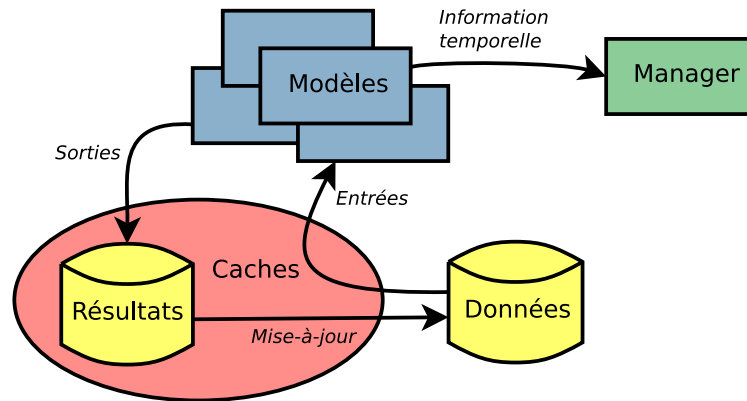 Information
temporelle
Modèles
Manager
Sorties
Entrées
Caches
Résultats
Données
Mise-à-jour